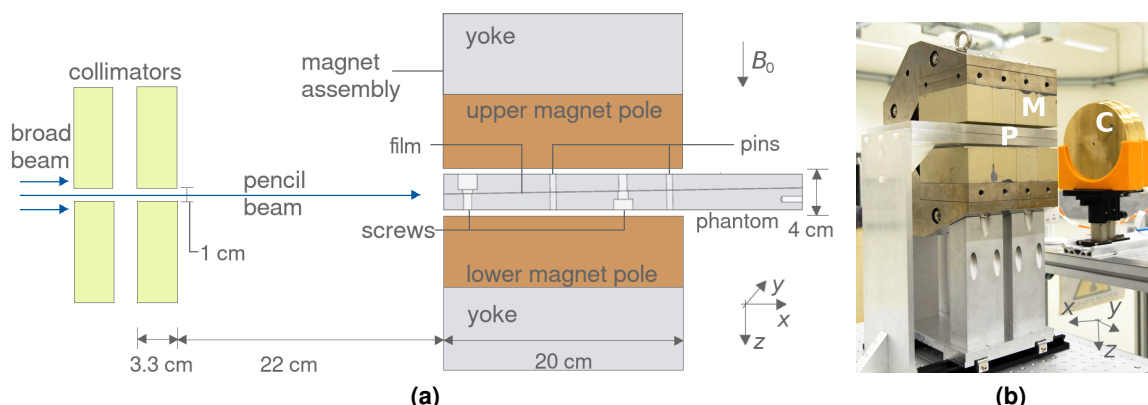 yoke
collimators
magnet
assembly
B0
upper magnet pole
broad
beam
film
pins
pencil
beam
screws
phantom
4 cm
1 cm
lower magnet pole
y
x
z
yoke
3.3 cm
22 cm
20 cm
(a)
M
P
C
x
y
z
(b)